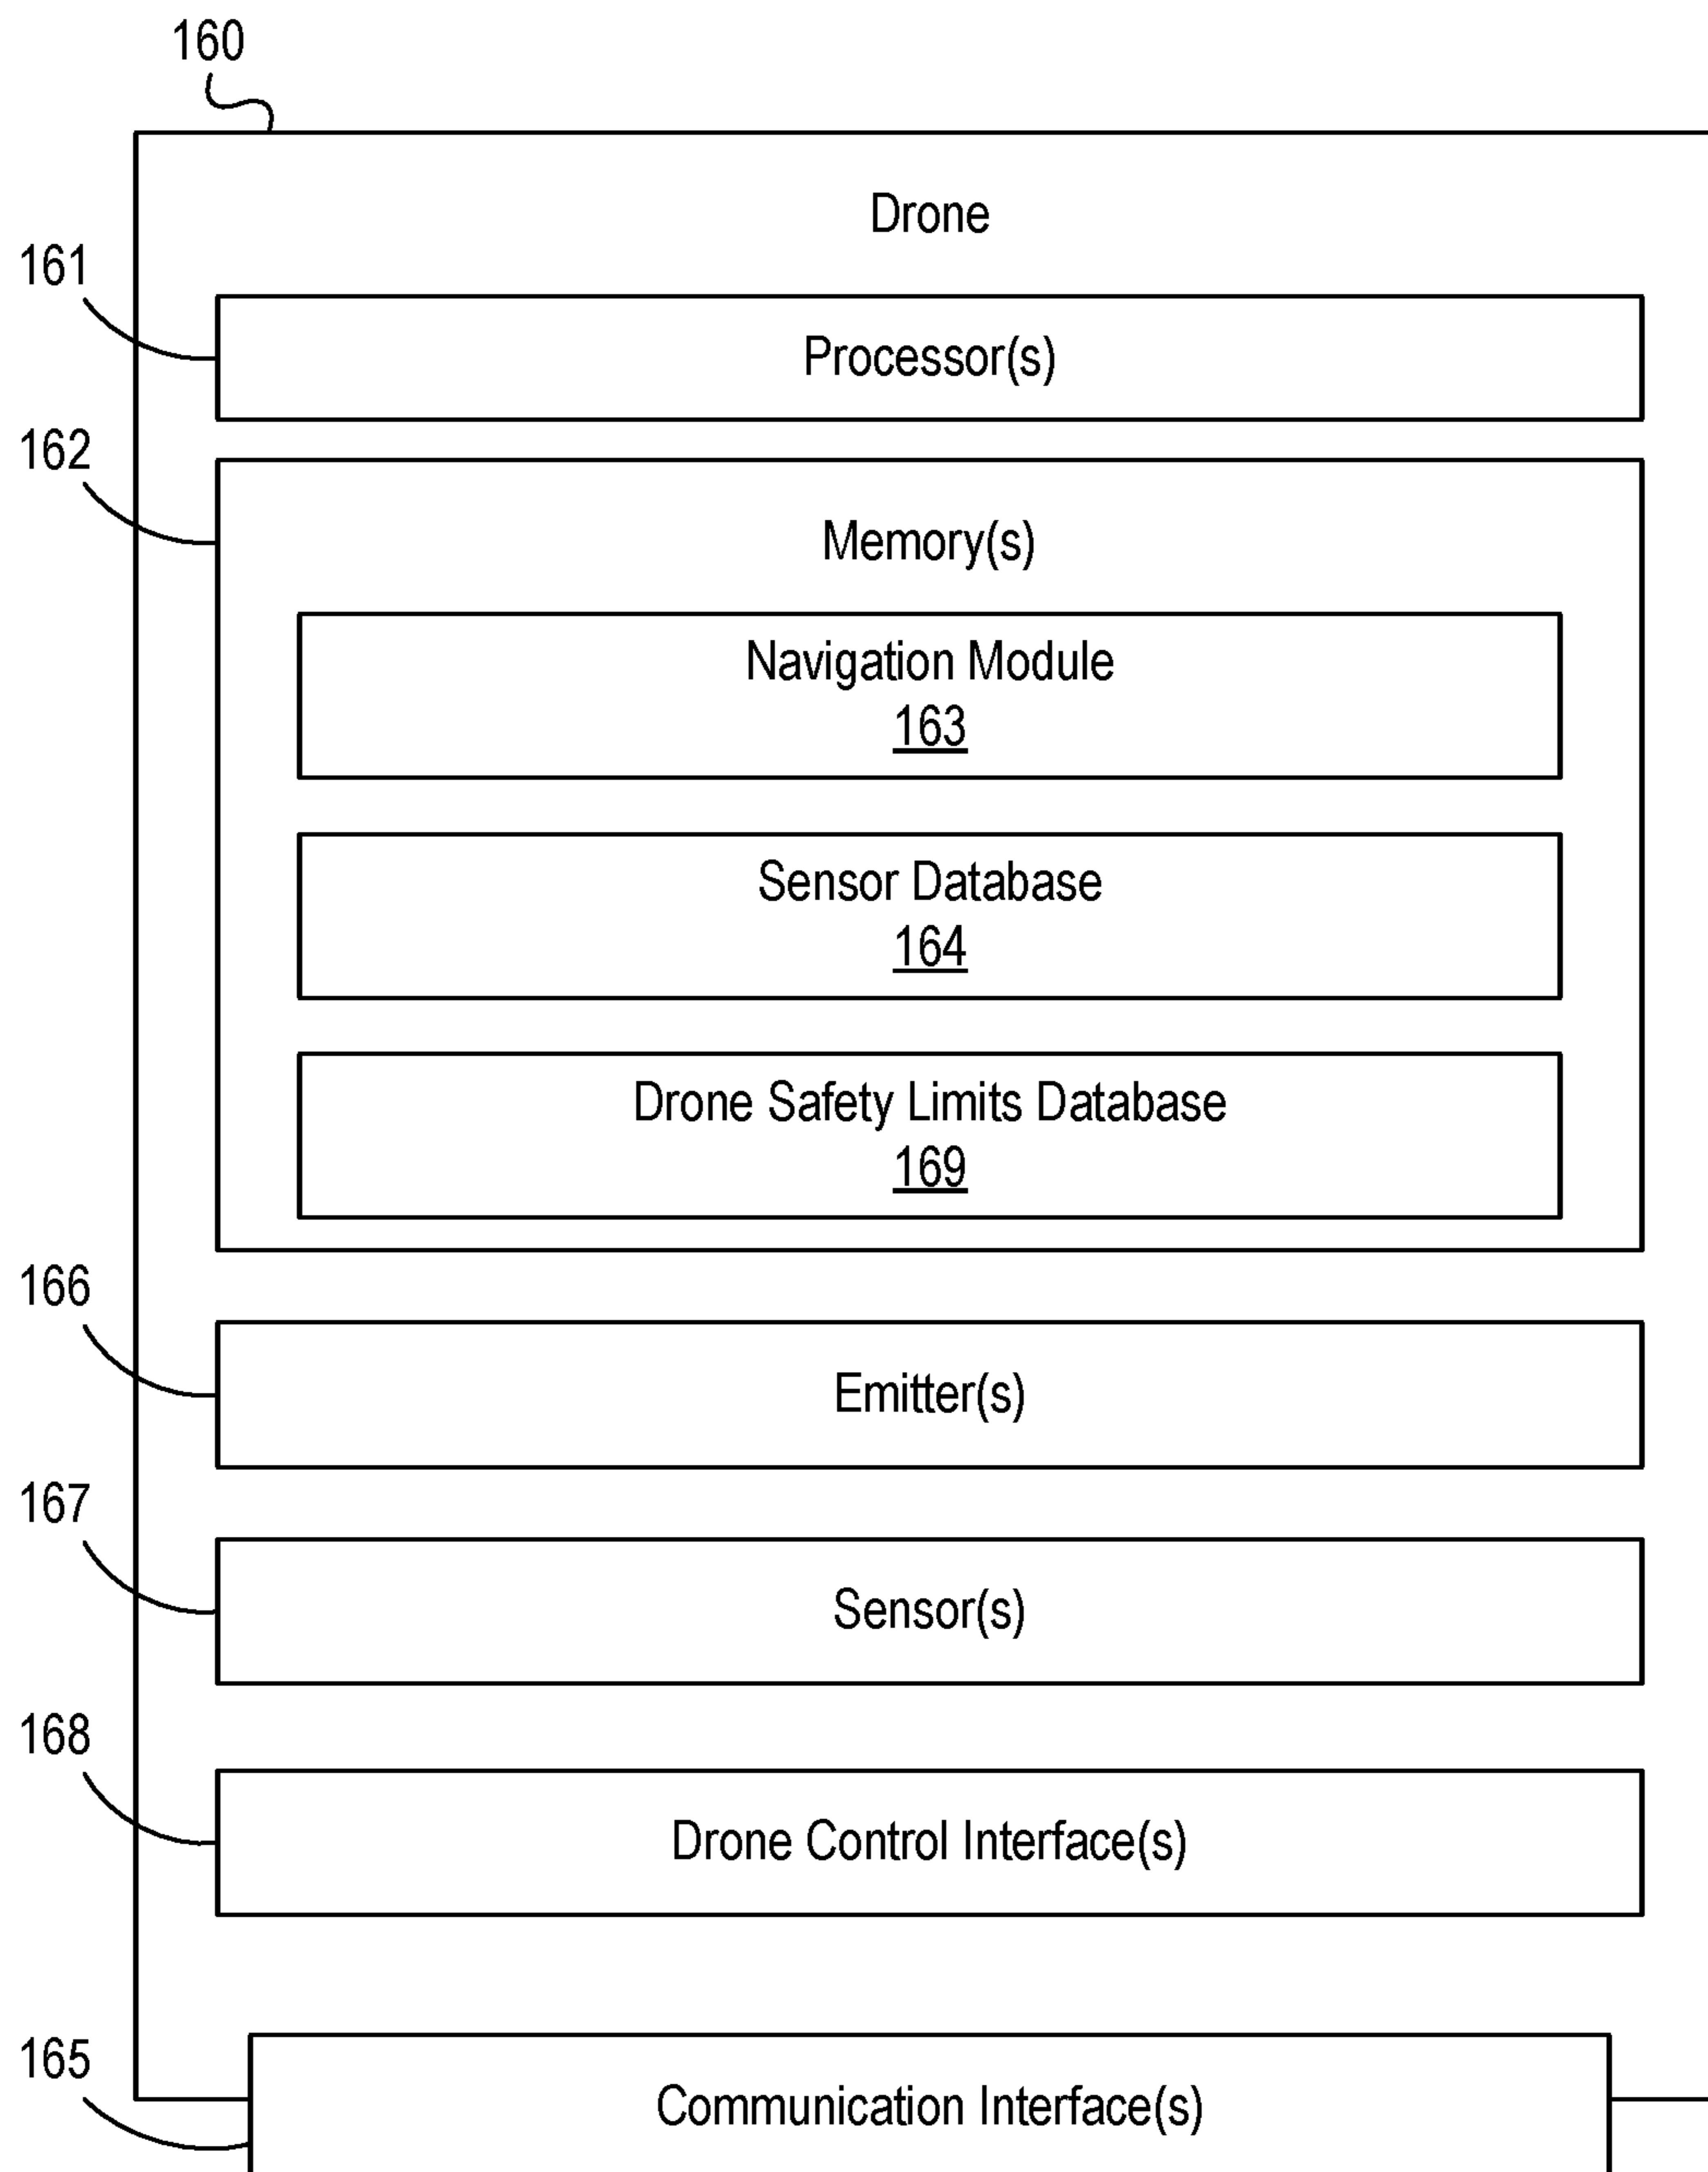 160
Drone
161
Processor(s)
162
Memory(s)
Navigation Module
163
Sensor Database
164
Drone Safety Limits Database
169
166
Emitter(s)
167
Sensor(s)
168
Drone Control Interface(s)
165
Communication Interface(s)